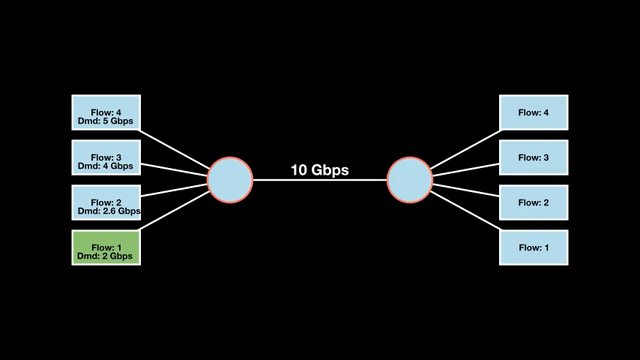 Flow: 4
Dmd: 5 Gbps
Flow: 3
Dmd: 4 Gbps
Flow: 2
Dmd: 2.6 Gbps
Flow: 1
Dmd: 2 Gbps
10 Gbps
Flow: 4
Flow: 3
Flow: 2
Flow: 1